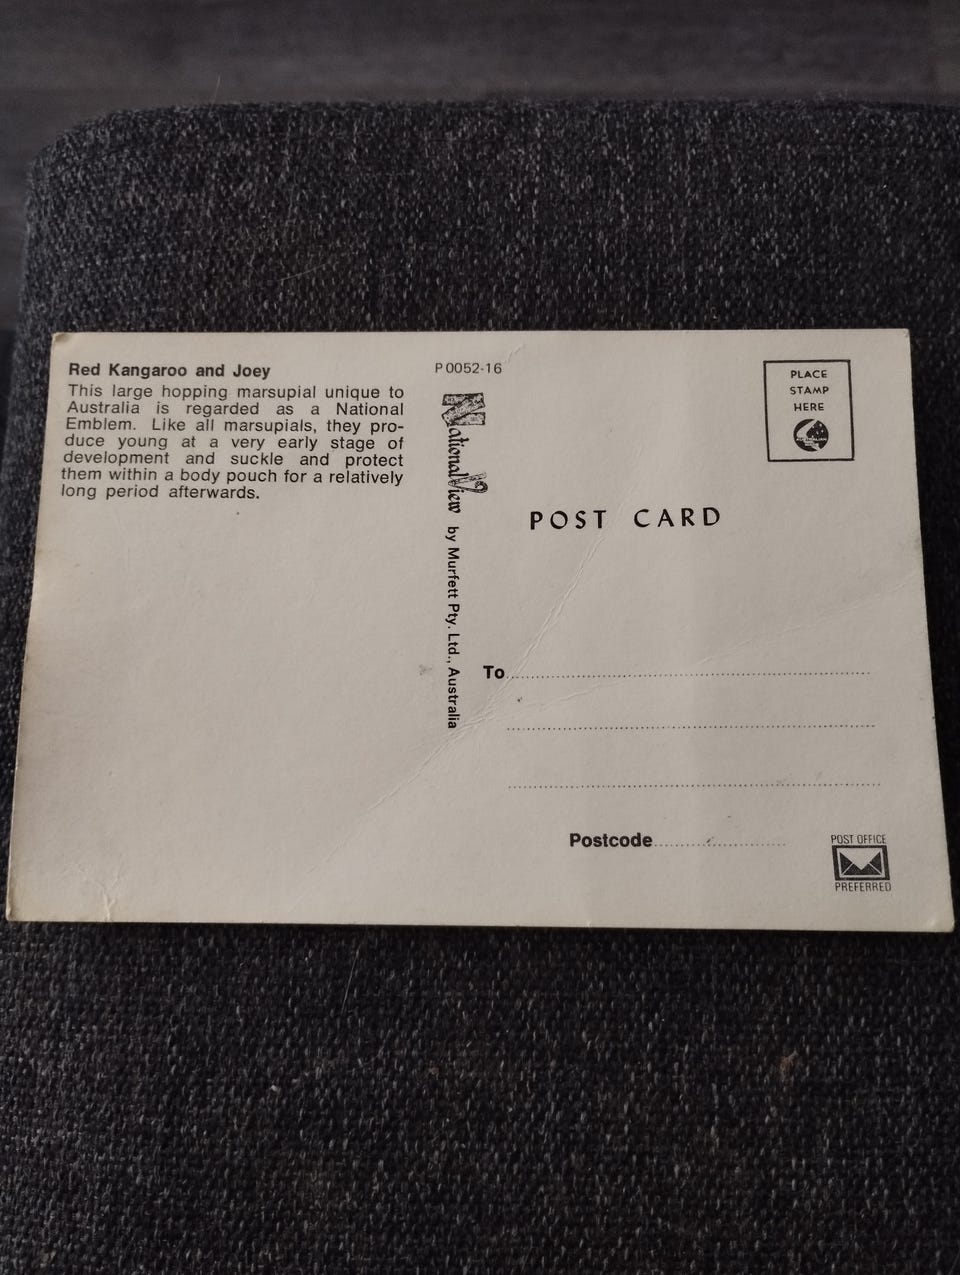 Red Kangaroo and Joey
This large hopping marsupial unique to
Australia is regarded as a National
Emblem. Like all marsupials, they pro-
duce young at a very early stage of
development and suckle and protect
them within a body pouch for a relatively
long period afterwards.
P0052-16
National View by Murfett Pty. Ltd., Australia
PLACE
STAMP
HERE
POST CARD
To
Postcode
POST OFFICE
PREFERRED